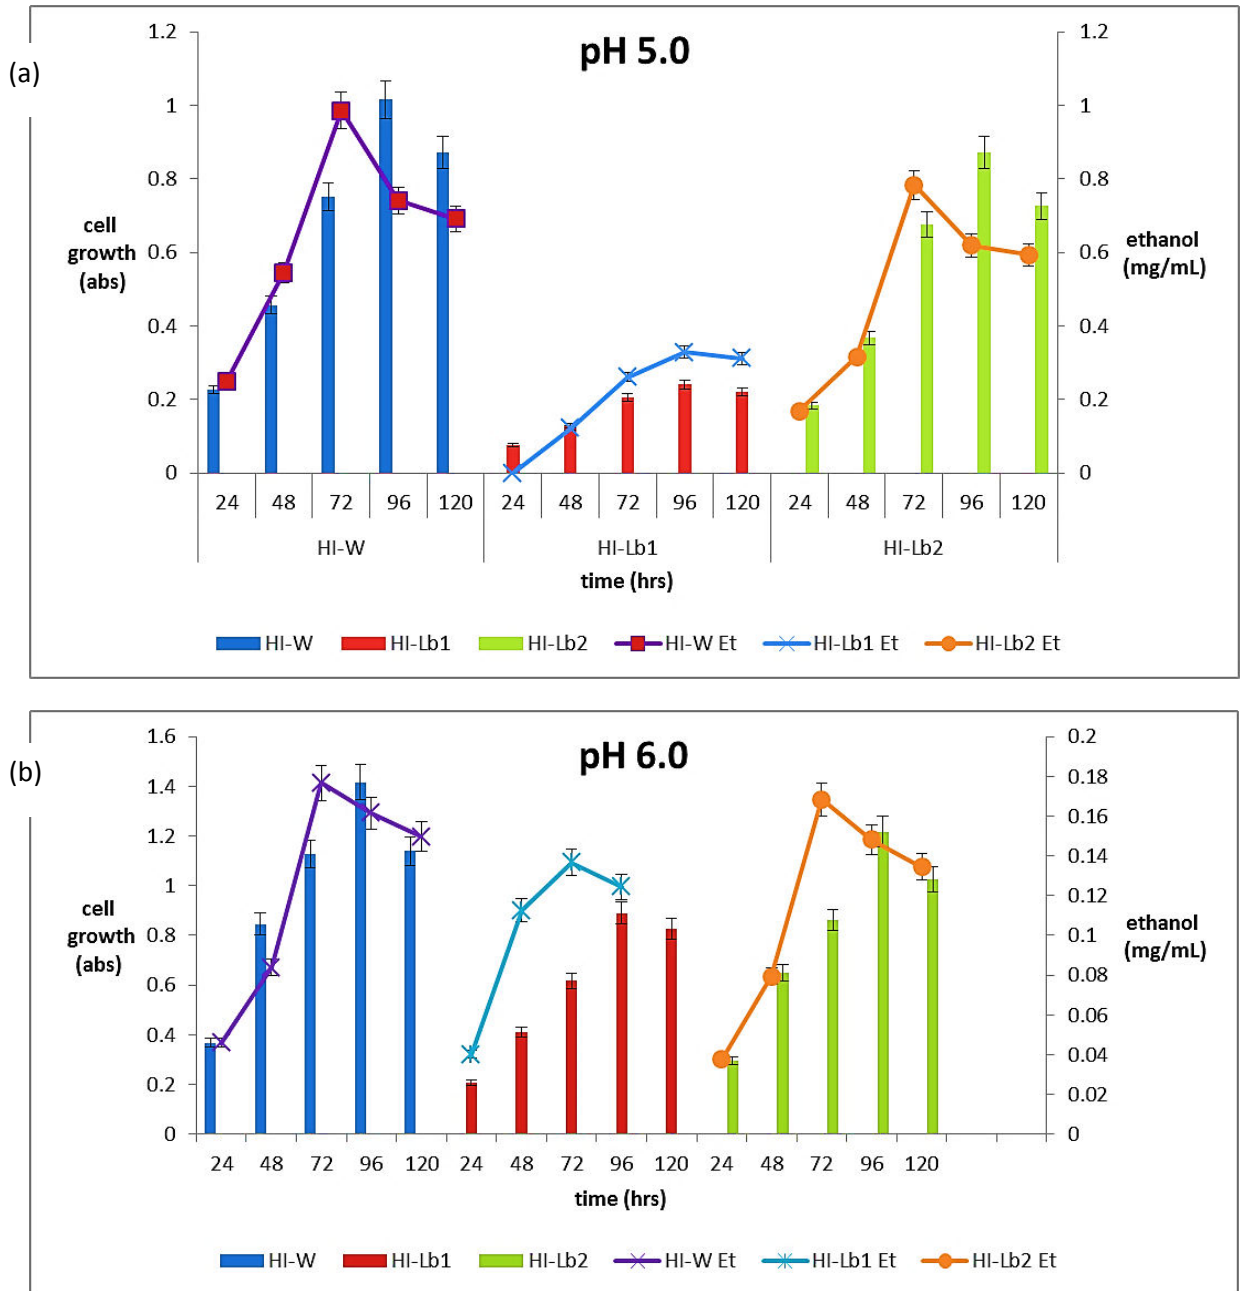 (a)
pH 5.0
1.2
1
0.8
0.6
0.4
0.2
0
cell
growth
(abs)
1.2
1
0.8
0.6
0.4
0.2
0
ethanol
(mg/mL)
24 48 72 96 120 24 48 72 96 120 24 48 72 96 120
HI-W HI-Lb1 HI-Lb2
time (hrs)
HI-W HI-Lb1 HI-Lb2 HI-W Et HI-Lb1 Et HI-Lb2 Et
(b)
pH 6.0
1.6
1.4
1.2
1
0.8
0.6
0.4
0.2
0
cell
growth
(abs)
0.2
0.18
0.16
0.14
0.12
0.1
0.08
0.06
0.04
0.02
0
ethanol
(mg/mL)
24 48 72 96 120 24 48 72 96 120 24 48 72 96 120
time (hrs)
HI-W HI-Lb1 HI-Lb2 HI-W Et HI-Lb1 Et HI-Lb2 Et